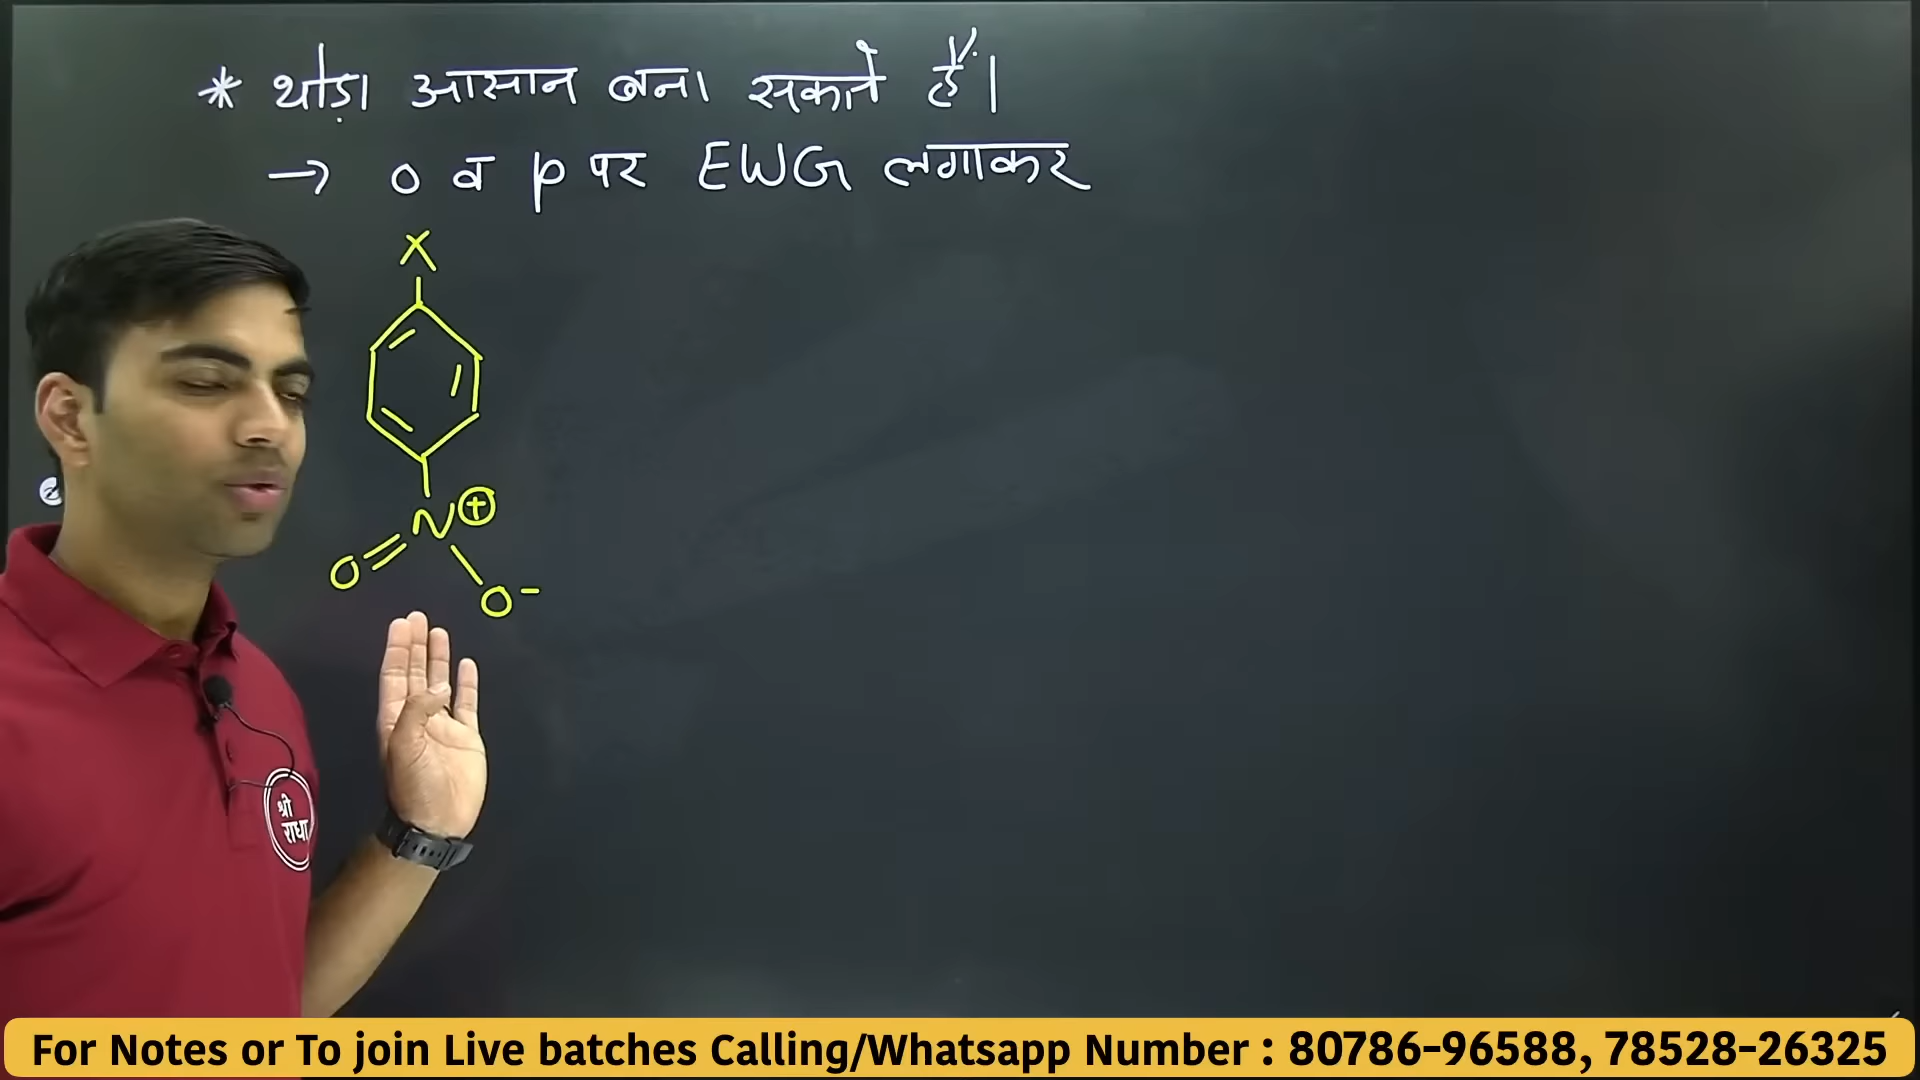 * थोड़ा आसान बना सकते हैं।
→ o व p पर EWG लगाकर
X
N⊕
O
O-
श्री
राधा
For Notes or To join Live batches Calling/Whatsapp Number : 80786-96588, 78528-26325